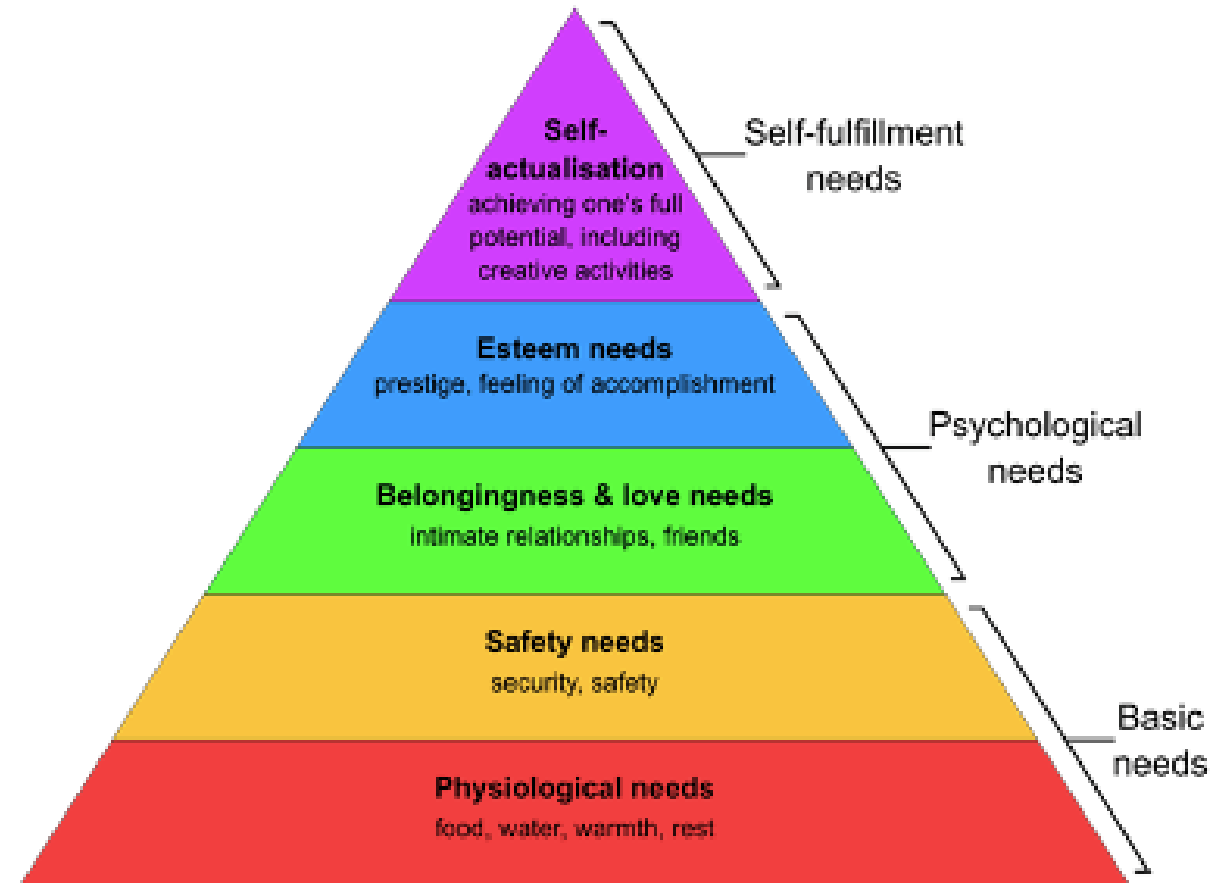 Self-
actualisation
achieving one's full
potential, including
creative activities
Self-fulfillment
needs
Esteem needs
prestige, feeling of accomplishment
Belongingness & love needs
intimate relationships, friends
Psychological
needs
Safety needs
security, safety
Physiological needs
food, water, warmth, rest
Basic
needs